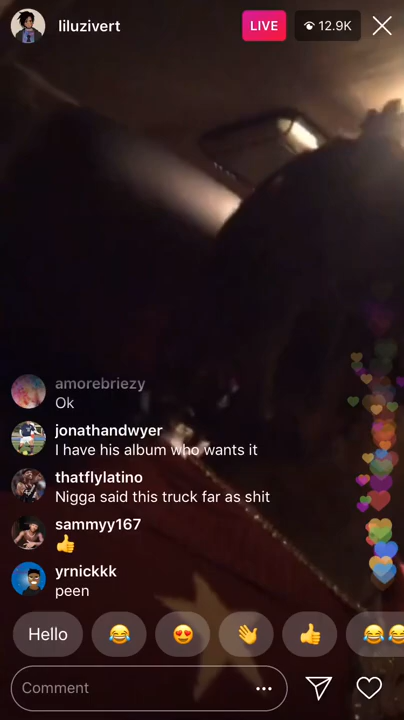 liluzivert
LIVE
12.9K
amorebriezy
Ok
jonathandwyer
I have his album who wants it
thatflylatino
Nigga said this truck far as shit
sammyy167
👍
yrnickkk
peen
Hello 😂 😍 👋 👍 😂😂
Comment